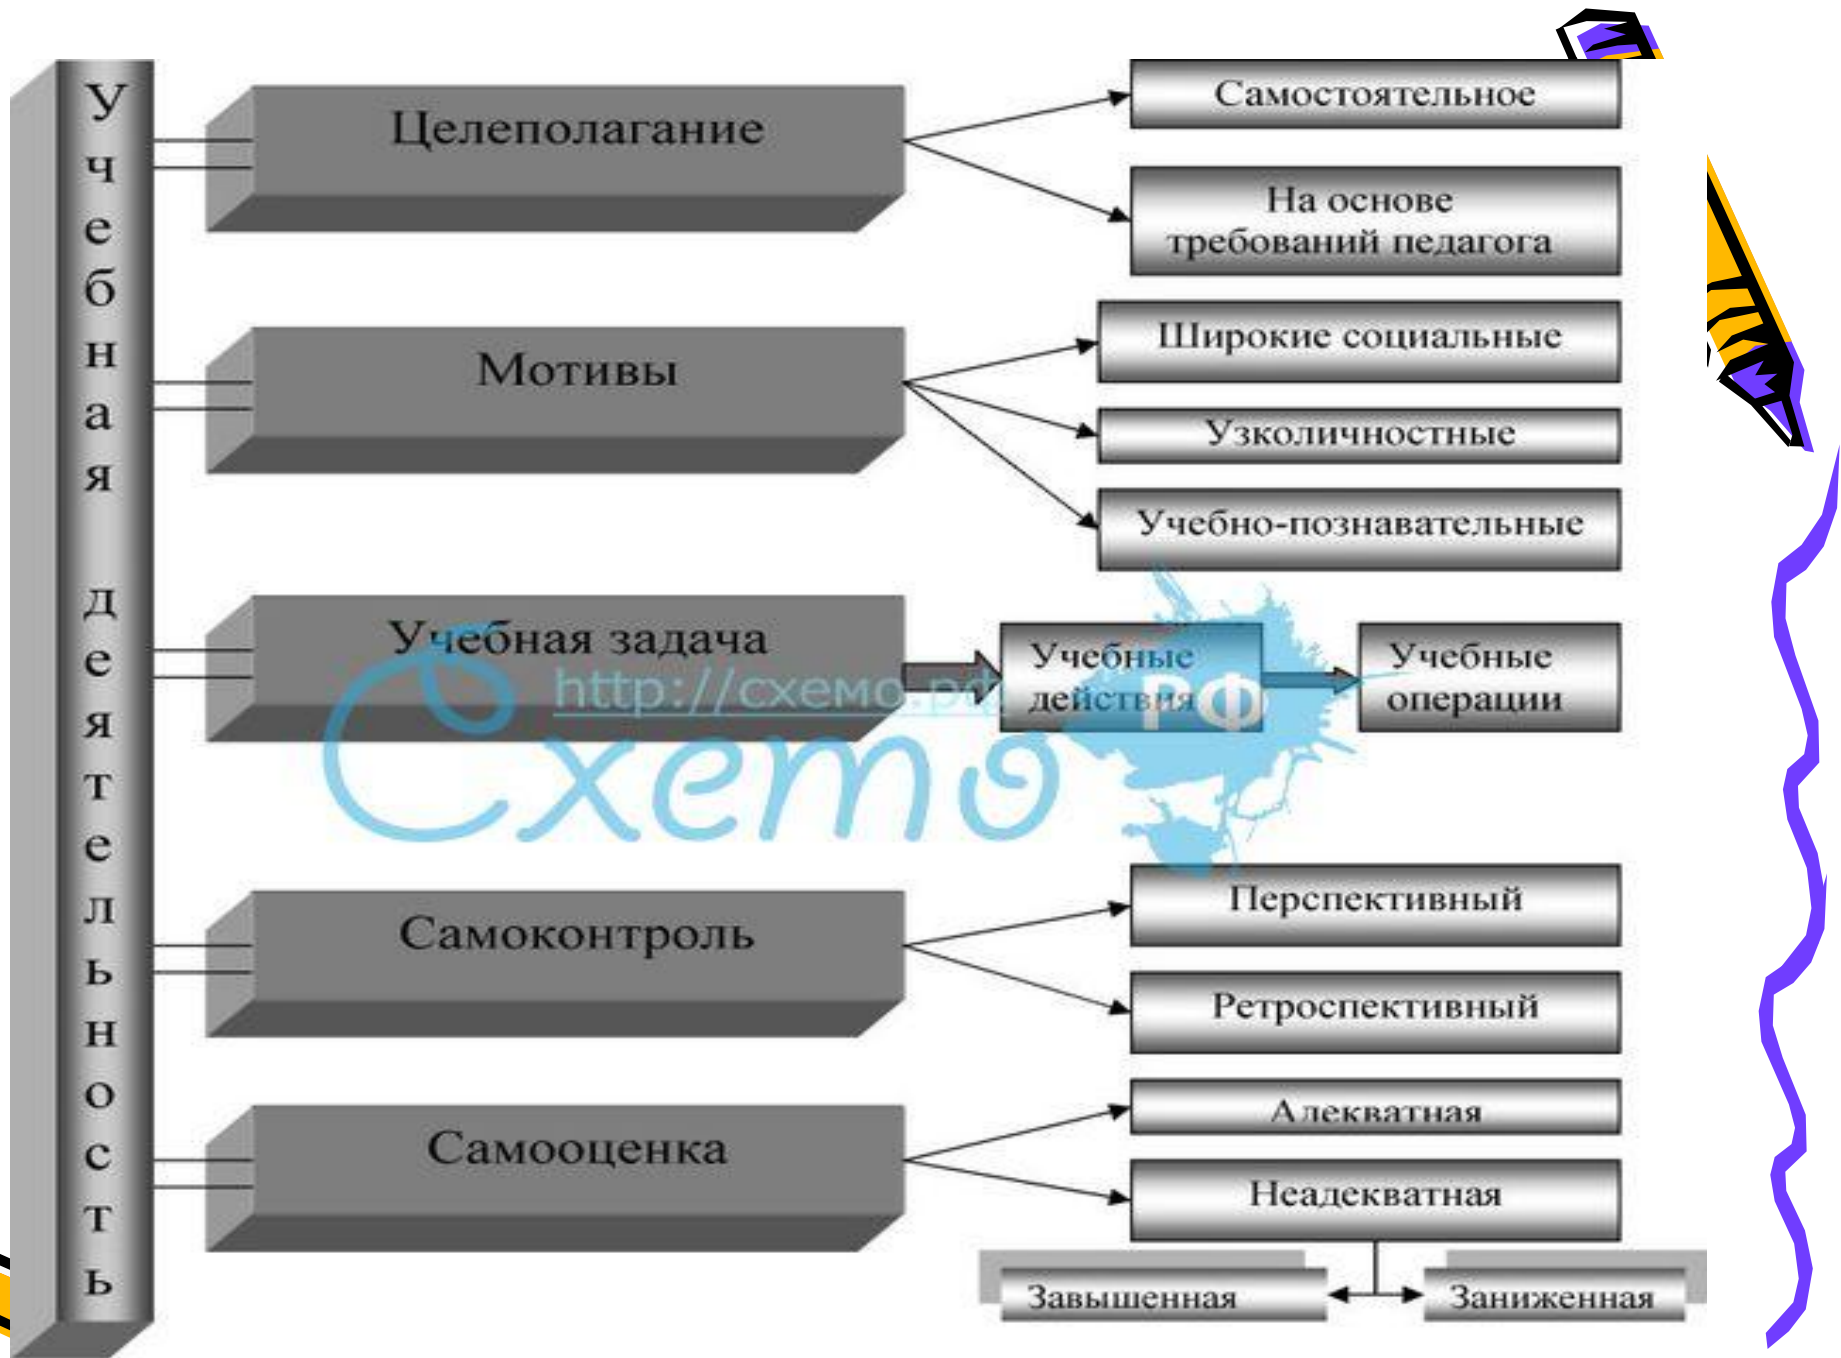 Учебная деятельность
Целеполагание
Самостоятельное
На основе
требований педагога
Мотивы
Широкие социальные
Узколичностные
Учебно-познавательные
Учебная задача
Учебные
действия
Учебные
операции
http://схемо.рф
Схемо
РФ
Самоконтроль
Перспективный
Ретроспективный
Самооценка
Адекватная
Неадекватная
Завышенная
Заниженная